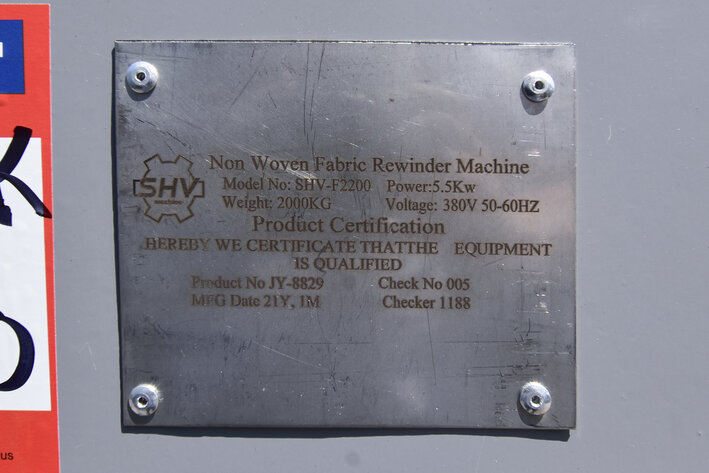 Non Woven Fabric Rewinder Machine
SHV
Model No: SHV-F2200 Power:5.5Kw
Weight: 2000KG Voltage: 380V 50-60HZ
Product Certification
HEREBY WE CERTIFICATE THATTHE EQUIPMENT
IS QUALIFIED
Product No JY-8829 Check No 005
MFG Date 21Y, 1M Checker 1188
us